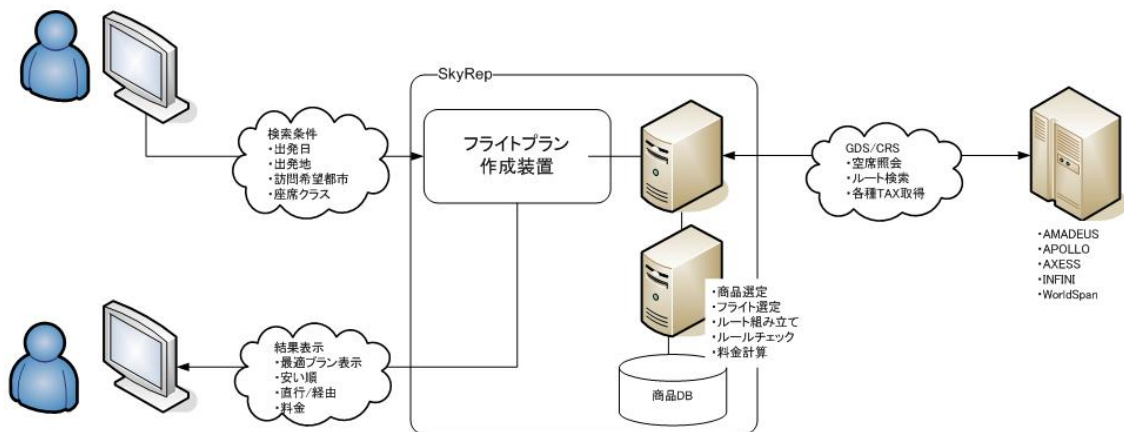 SkyRep
検索条件
・出発日
・出発地
・訪問希望都市
・座席クラス
フライトプラン
作成装置
GDS/CRS
・空席照会
・ルート検索
・各種TAX取得
・AMADEUS
・APOLLO
・AXESS
・INFINI
・WorldSpan
・商品選定
・フライト選定
・ルート組み立て
・ルールチェック
・料金計算
商品DB
結果表示
・最適プラン表示
・安い順
・直行/経由
・料金